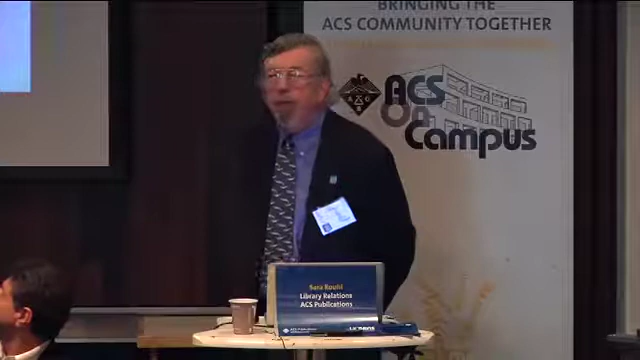 BRINGING THE
ACS COMMUNITY TOGETHER
ACS
On
Campus
Sara Rouhi
Library Relations
ACS Publications